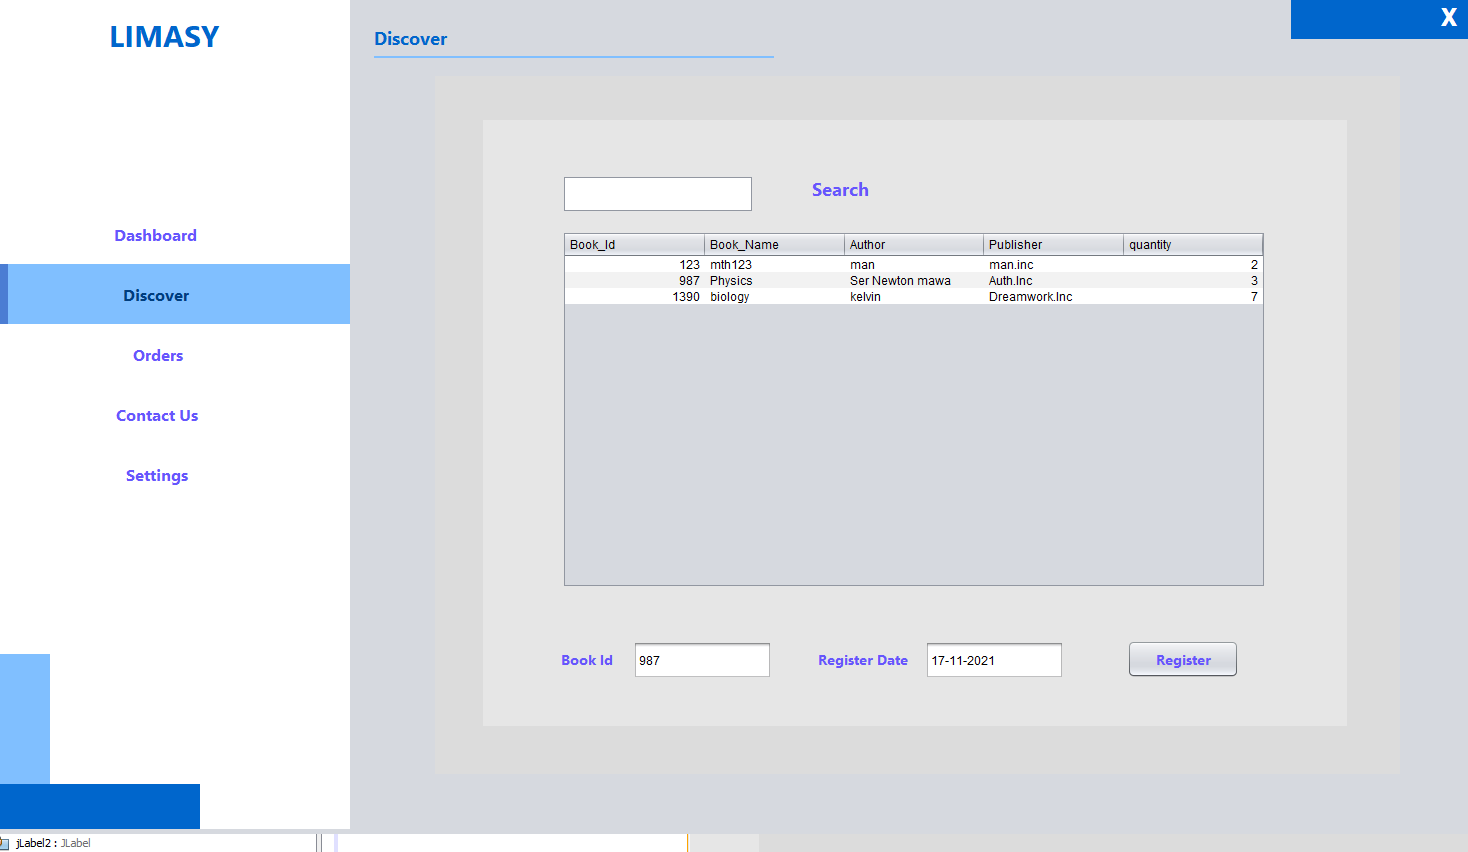 LIMASY
X
Discover
Search
Dashboard
Discover
Orders
Contact Us
Settings
Book_Id Book_Name Author Publisher quantity
123 mth123 man man.inc 2
987 Physics Ser Newton mawa Auth.Inc 3
1390 biology kelvin Dreamwork.Inc 7
Book Id 987 Register Date 17-11-2021 Register
jLabel2 : JLabel